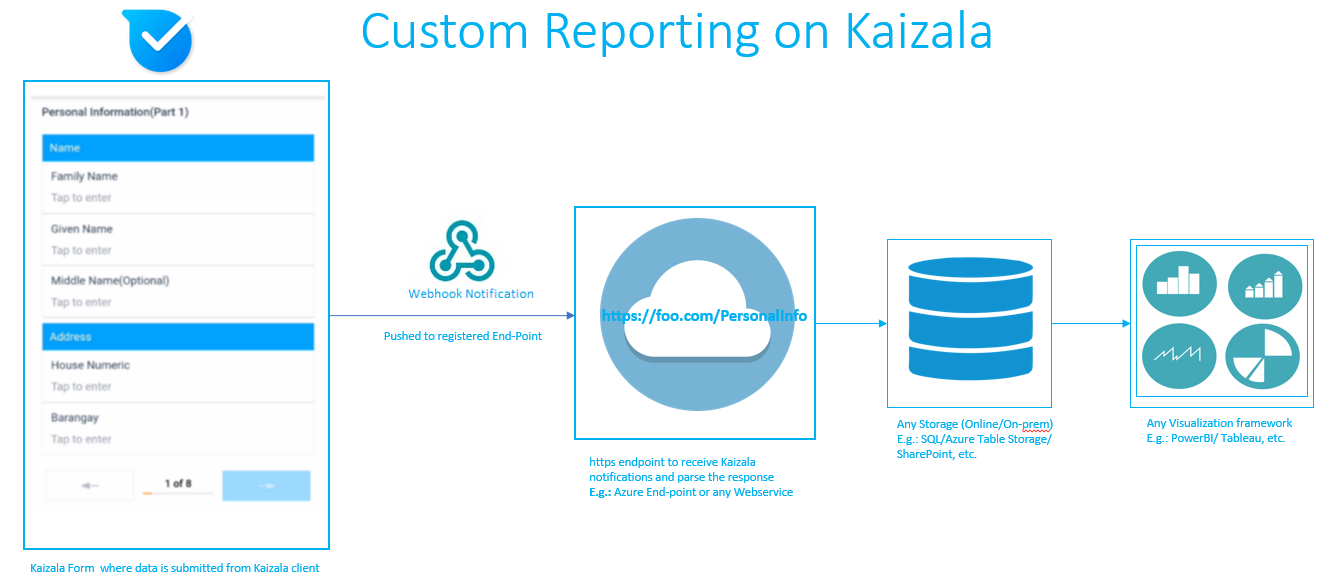 Custom Reporting on Kaizala
Personal Information(Part 1)
Name
Family Name
Tap to enter
Given Name
Tap to enter
Middle Name(Optional)
Tap to enter
Address
House Numeric
Tap to enter
Barangay
Tap to enter
1 of 8
Kaizala Form where data is submitted from Kaizala client
Webhook Notification
Pushed to registered End-Point
https://foo.com/PersonalInfo
https endpoint to receive Kaizala
notifications and parse the response
E.g.: Azure End-point or any Webservice
Any Storage (Online/On-prem)
E.g.: SQL/Azure Table Storage/
SharePoint, etc.
Any Visualization framework
E.g.: PowerBI/ Tableau, etc.